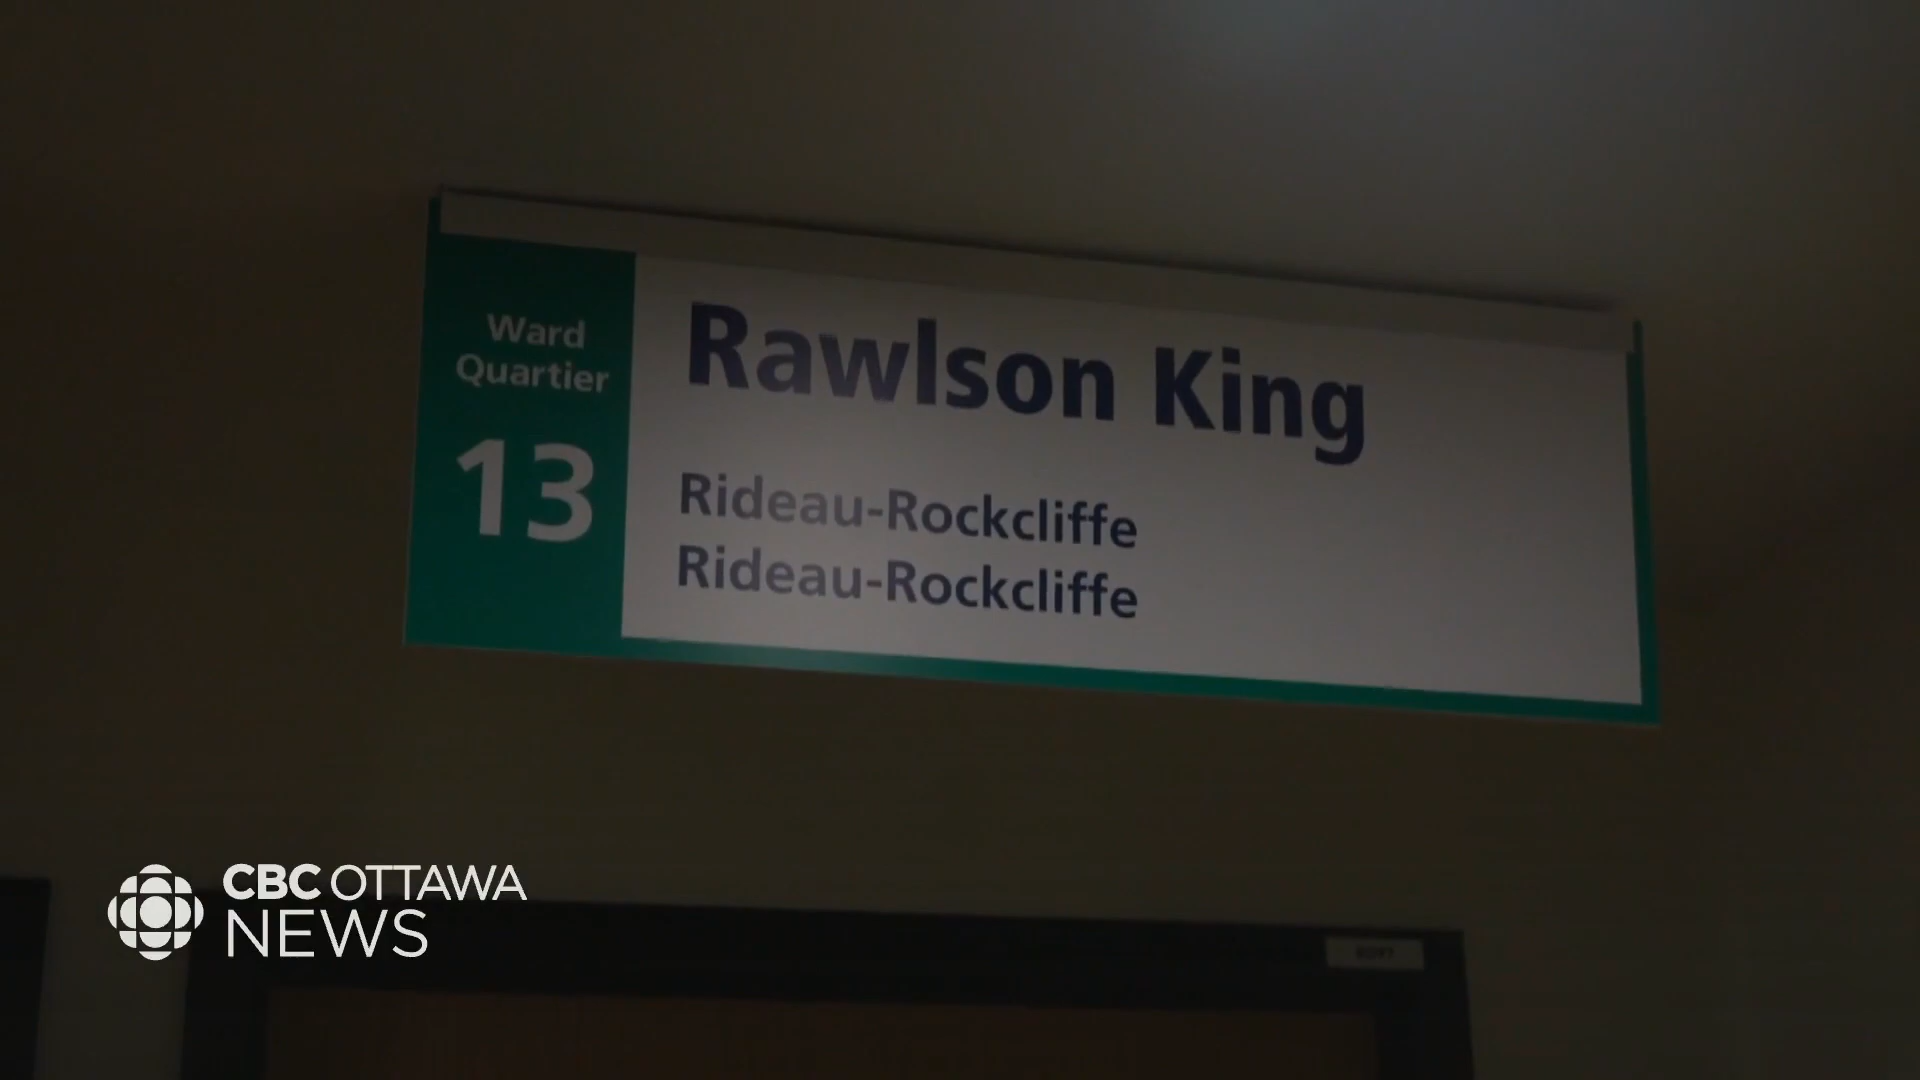 Ward
Quartier
13
Rawlson King
Rideau-Rockcliffe
Rideau-Rockcliffe
CBC OTTAWA
NEWS